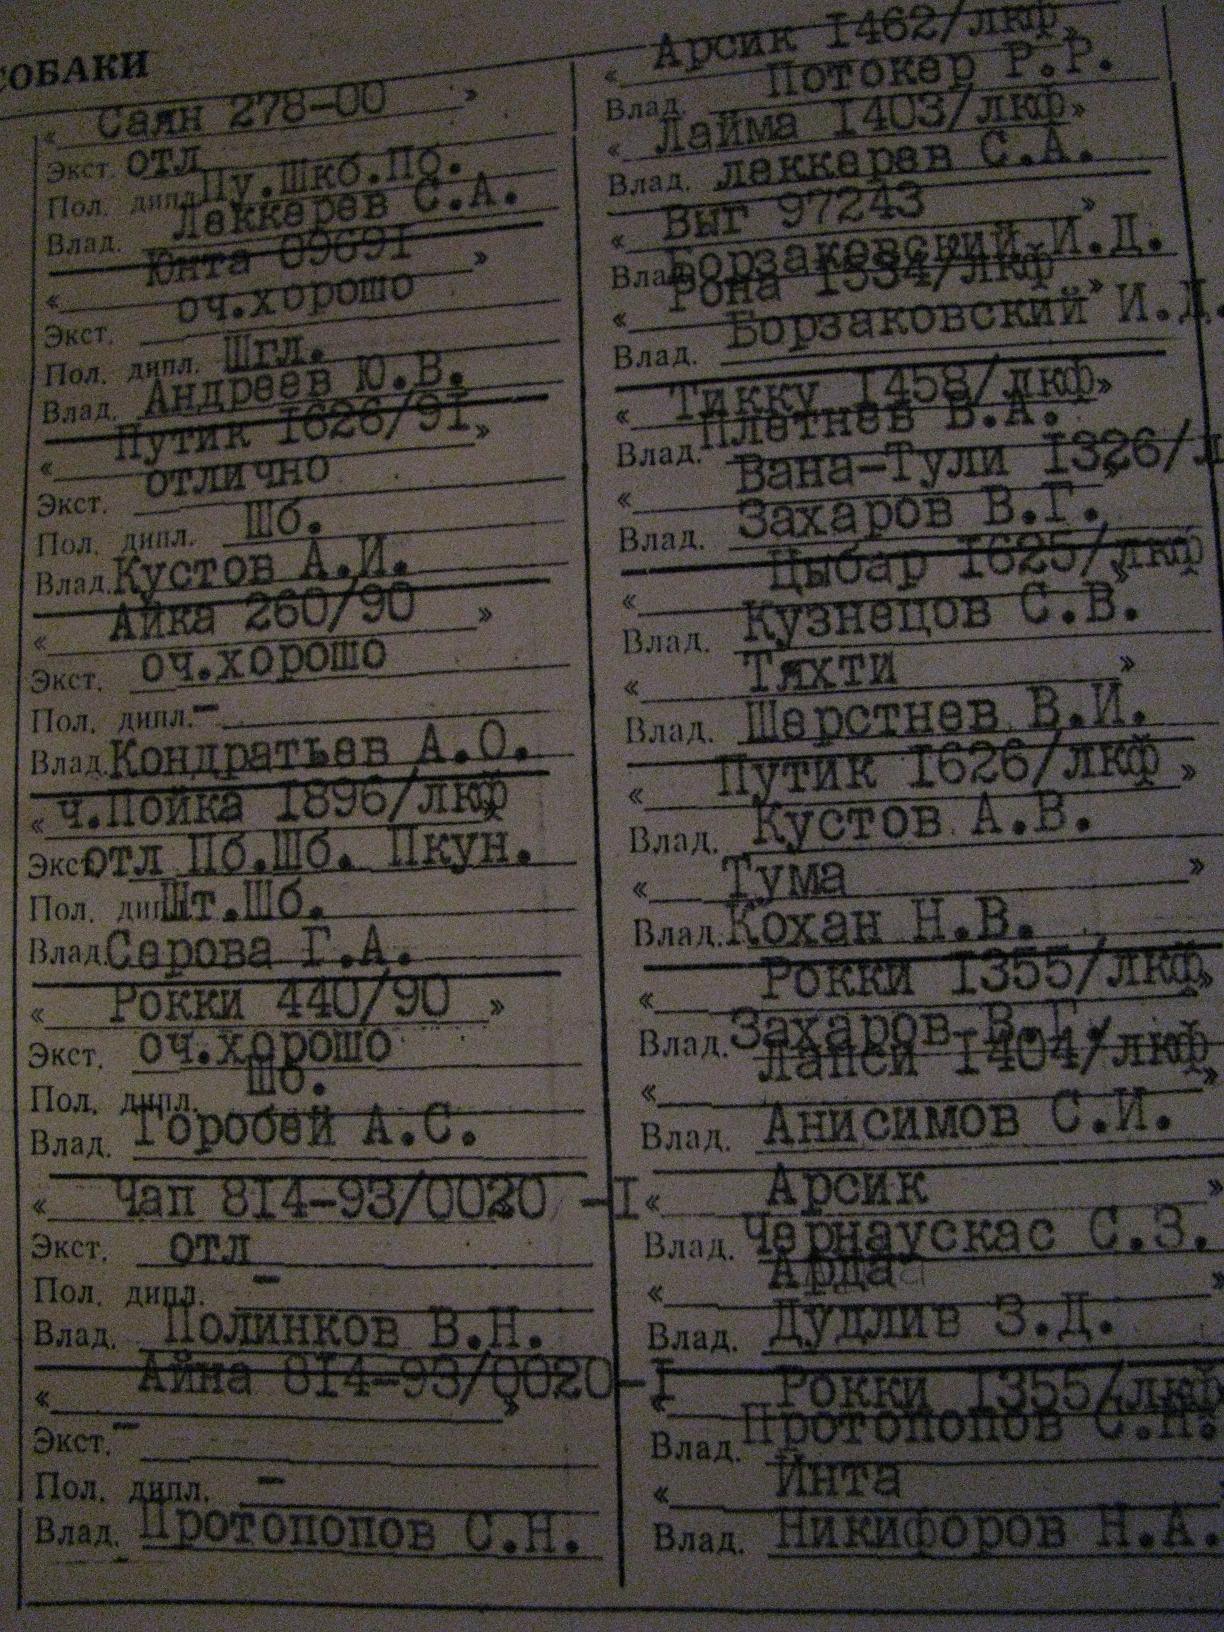 СОБАКИ
« Саян 278-00 »
Экст. отл
Пол. дипл. Пу.Шкб.Пб.
Влад. Леккерев С.А.
« Юнта 09691 »
Экст. оч.хорошо
Пол. дипл. Шгл.
Влад. Андреев Ю.В.
« Путик 1626/91 »
Экст. отлично
Пол. дипл. Шб.
Влад. Кустов А.И.
« Айка 260/90 »
Экст. оч.хорошо
Пол. дипл. -
Влад. Кондратьев А.О.
« ч.Пойка 1896/лкф »
Экст. отл Пб.Шб. Пкун.
Пол. дипл. Шт.Шб.
Влад. Серова Г.А.
« Рокки 440/90 »
Экст. оч.хорошо
Пол. дипл. Шб.
Влад. Горобей А.С.
« Чап 814-93/0020 -1
Экст. отл
Пол. дипл. -
Влад. Полинков В.Н.
« Айна 814-93/0020-1 »
Экст. -
Пол. дипл. -
Влад. Протопопов С.Н.
« Арсик 1462/лкф »
Влад. Потокер Р.Р.
« Лайма 1403/лкф »
Влад. леккерев С.А.
« Выг 97243 »
Влад. Борзаковский И.Д.
« Рона 1334/лкф »
Влад. Борзаковский И.Д.
« Тикку 1458/лкф »
Влад. Плетнев В.А.
« Вана-Тули 1326/л »
Влад. Захаров В.Г.
« Цыбар 1625/лкф »
Влад. Кузнецов С.В.
« Тяхти »
Влад. Шерстнев В.И.
« Путик 1626/лкф »
Влад. Кустов А.В.
« Тума »
Влад. Кохан Н.В.
« Рокки 1355/лкф »
Влад. Захаров В.Г.
« Лапси 1404/лкф »
Влад. Анисимов С.И.
« Арсик »
Влад. Чернаускас С.З.
« Арда »
Влад. Дудлив З.Д.
« Рокки 1355/лкф
Влад. Протопопов С.Н.
« Инта »
Влад. Никифоров Н.А.